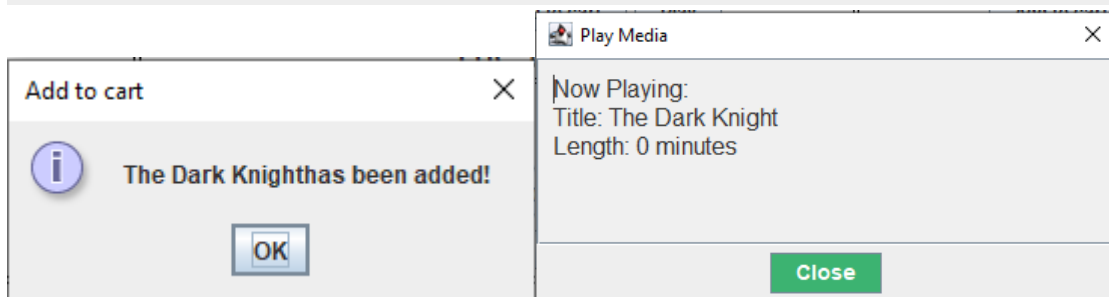 Add to cart
The Dark Knighthas been added!
OK
Play Media
Now Playing:
Title: The Dark Knight
Length: 0 minutes
Close